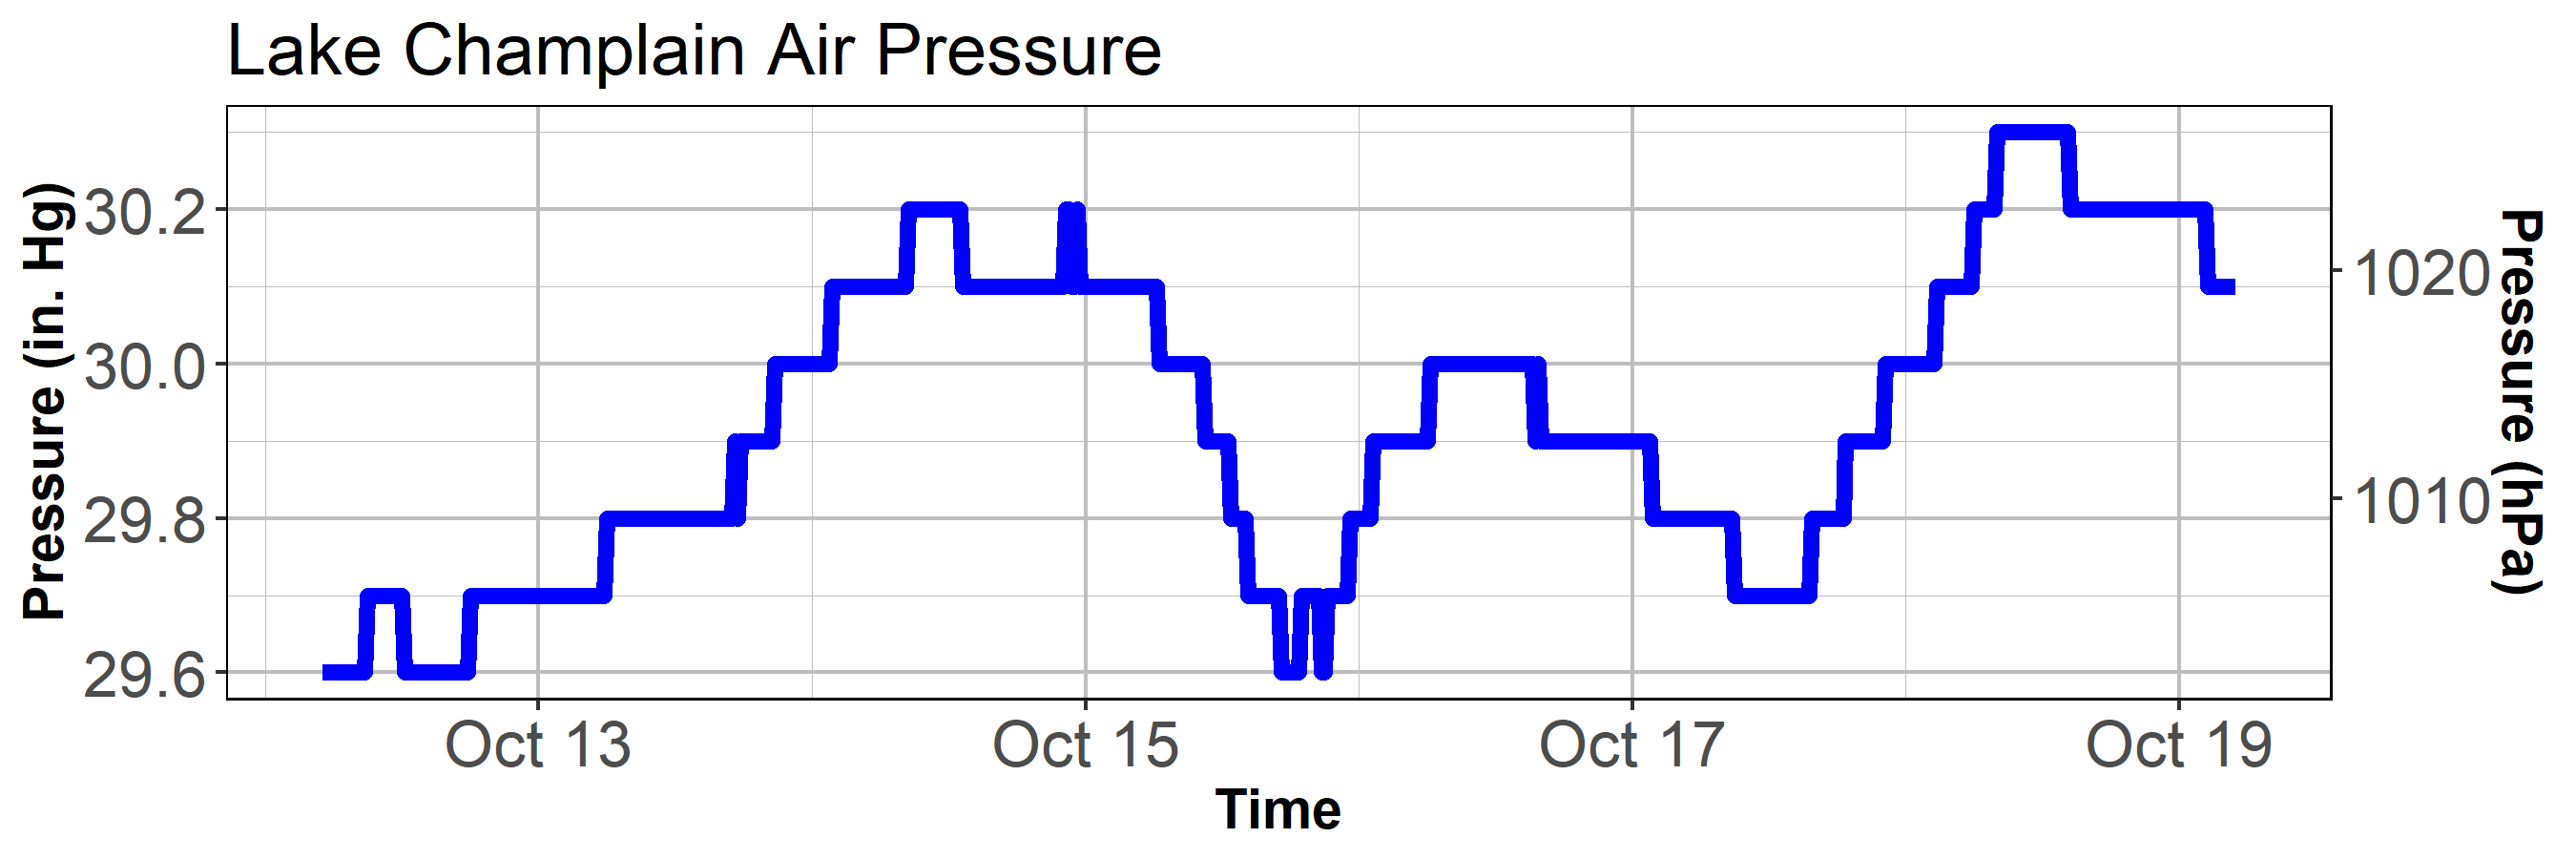 Lake Champlain Air Pressure
Pressure (in. Hg)
30.2
30.0
29.8
29.6
1020
1010
Pressure (hPa)
Oct 13
Oct 15
Oct 17
Oct 19
Time